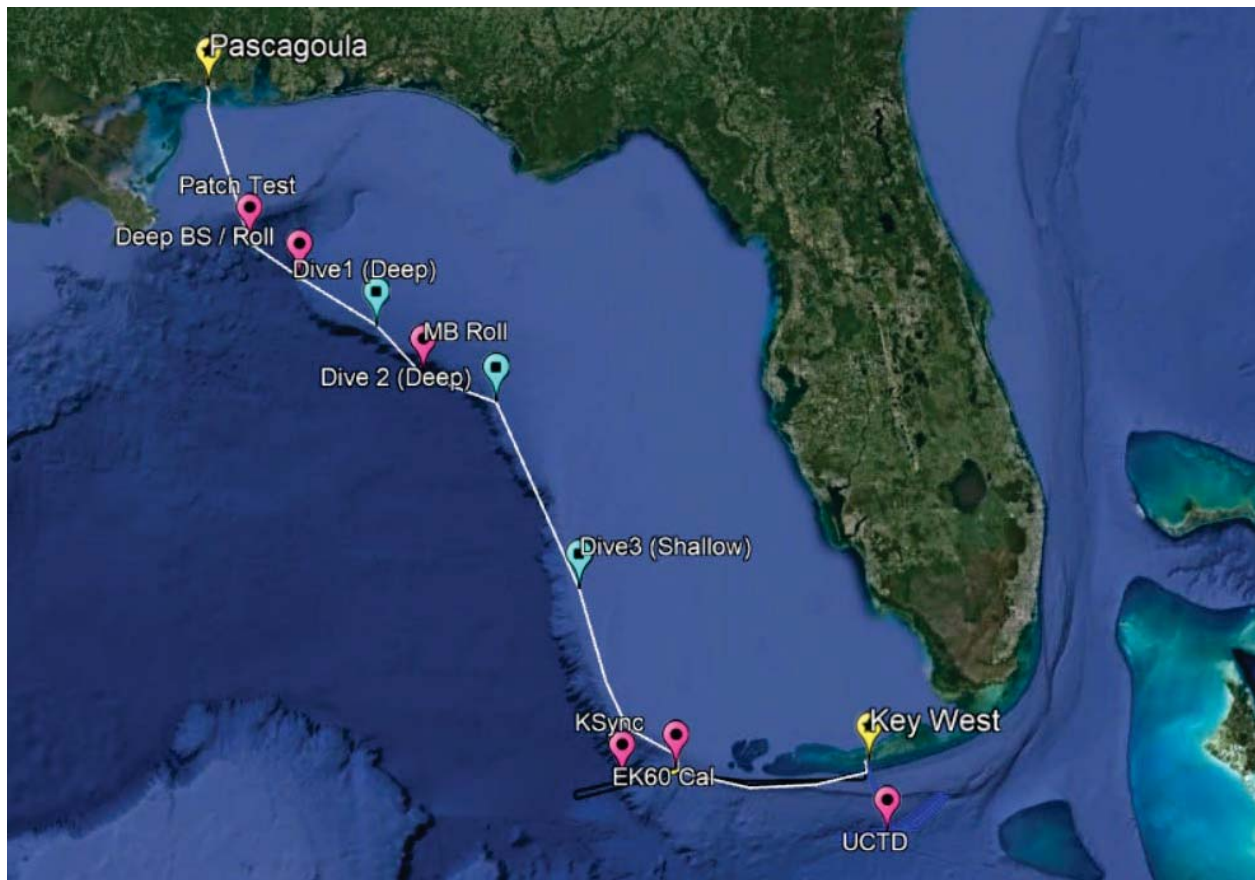 Pascagoula
Patch Test
Deep BS / Roll
Dive1 (Deep)
MB Roll
Dive 2 (Deep)
Dive3 (Shallow)
KSync
Key West
EK60 Cal
UCTD